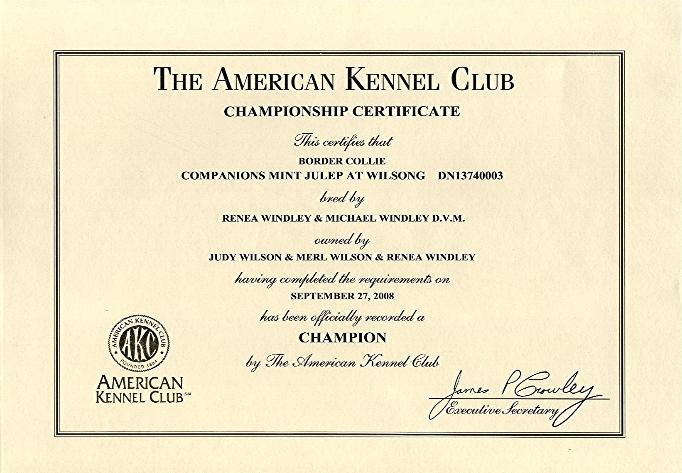 THE AMERICAN KENNEL CLUB
CHAMPIONSHIP CERTIFICATE
This certifies that
BORDER COLLIE
COMPANIONS MINT JULEP AT WILSONG DN13740003
bred by
RENEA WINDLEY & MICHAEL WINDLEY D.V.M.
owned by
JUDY WILSON & MERL WILSON & RENEA WINDLEY
having completed the requirements on
SEPTEMBER 27, 2008
has been officially recorded a
CHAMPION
by The American Kennel Club
AMERICAN KENNEL CLUB
AKC
FOUNDED 1884
AMERICAN
KENNEL CLUB℠
James P Crowley
Executive Secretary